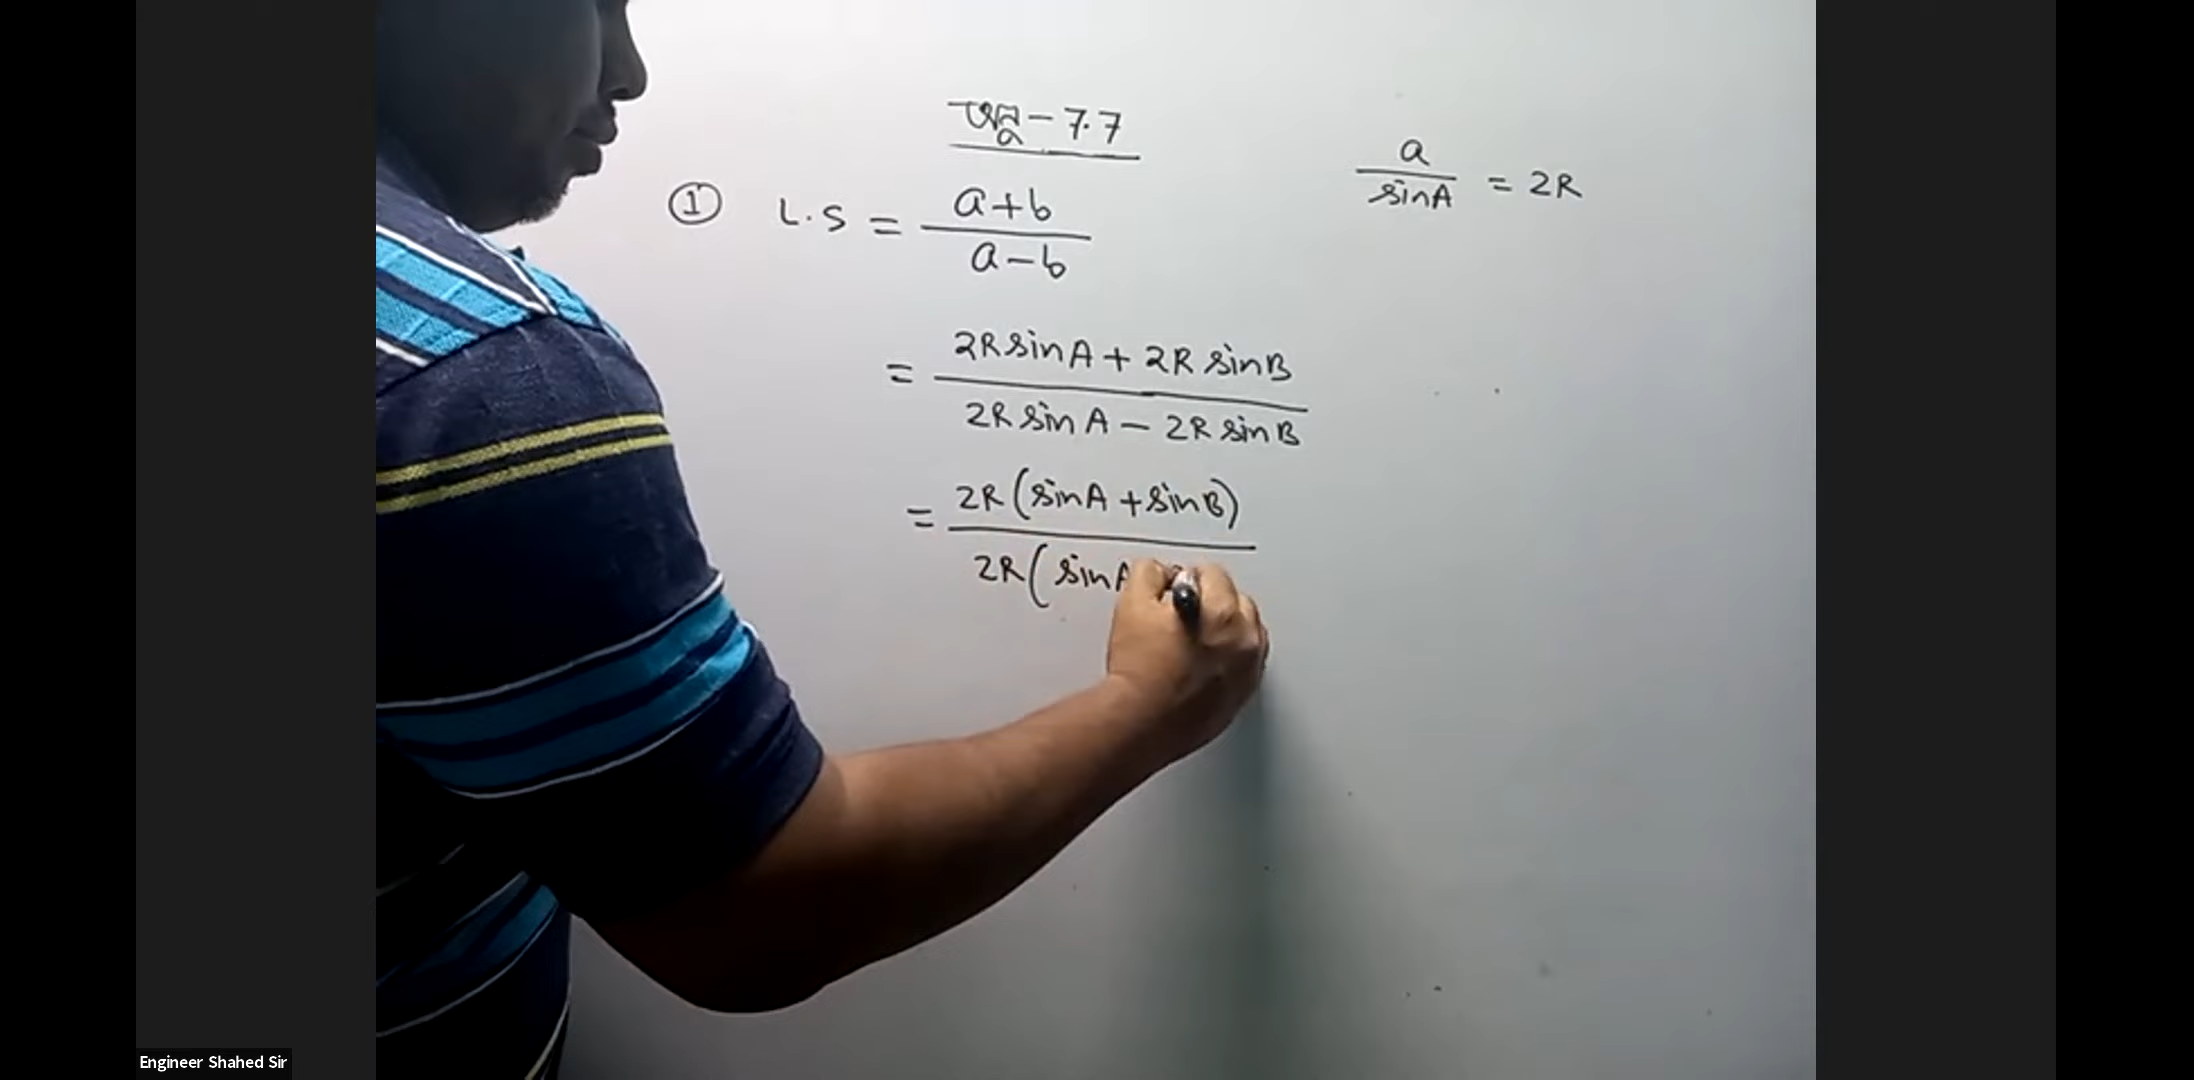 অনু - 7.7
a / sinA = 2R
① L.S = a+b / a-b
= 2R sinA + 2R sinB / 2R sinA - 2R sinB
= 2R (sinA + sinB) / 2R ( sinA
Engineer Shahed Sir